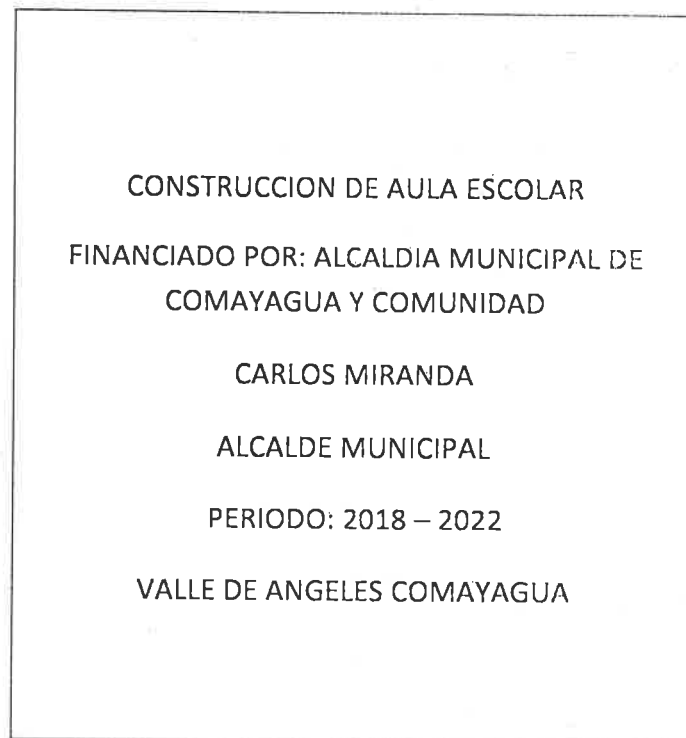 CONSTRUCCION DE AULA ESCOLAR
FINANCIADO POR: ALCALDIA MUNICIPAL DE
COMAYAGUA Y COMUNIDAD
CARLOS MIRANDA
ALCALDE MUNICIPAL
PERIODO: 2018 – 2022
VALLE DE ANGELES COMAYAGUA